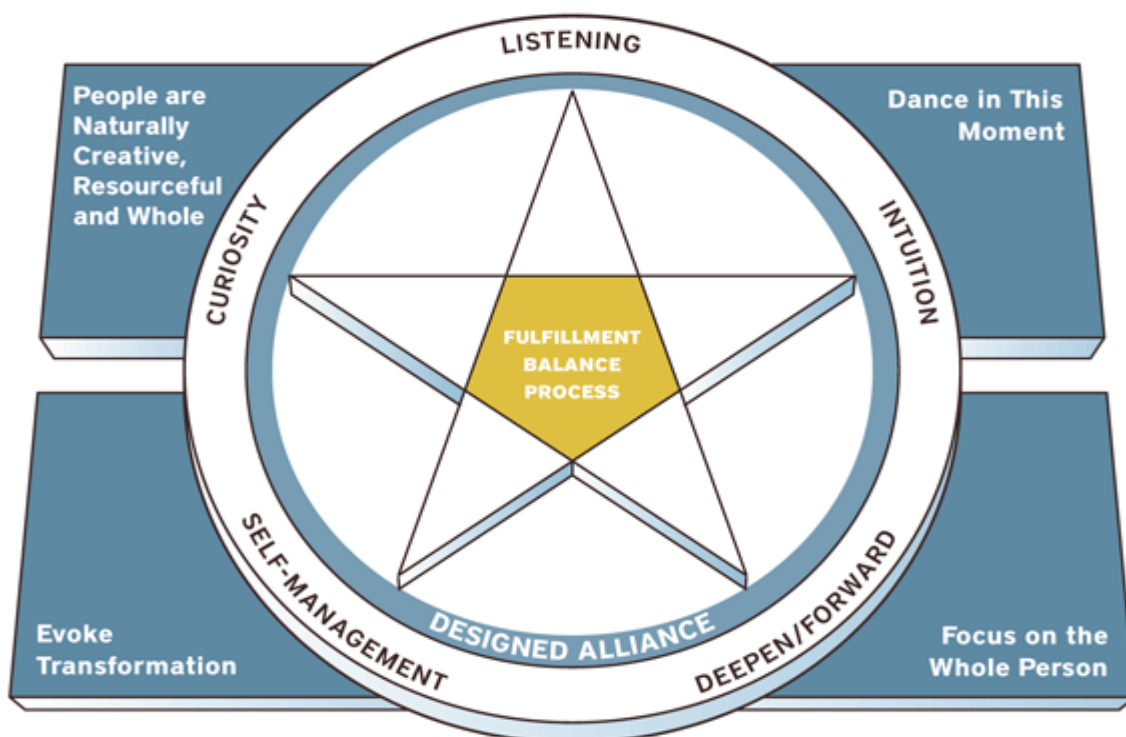 LISTENING
People are
Naturally
Creative,
Resourceful
and Whole
Dance in This
Moment
CURIOSITY
INTUITION
FULFILLMENT
BALANCE
PROCESS
SELF-MANAGEMENT
DESIGNED ALLIANCE
DEEPEN/FORWARD
Evoke
Transformation
Focus on the
Whole Person